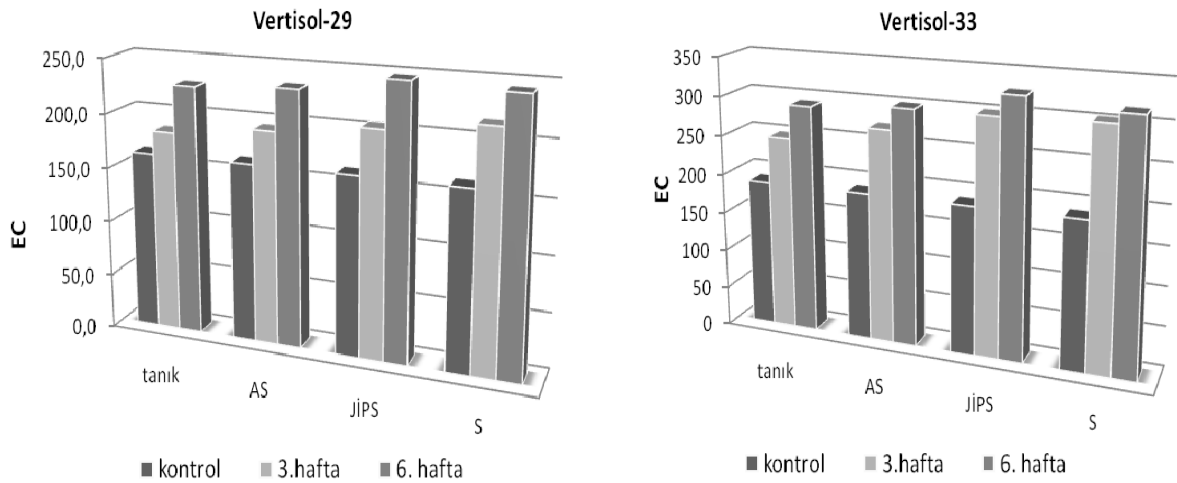 Vertisol-29
250,0
200,0
150,0
100,0
50,0
0,0
EC
tanık
AS
JİPS
S
kontrol 3.hafta 6. hafta
Vertisol-33
350
300
250
200
150
100
50
0
EC
tanık
AS
JİPS
S
kontrol 3.hafta 6. hafta